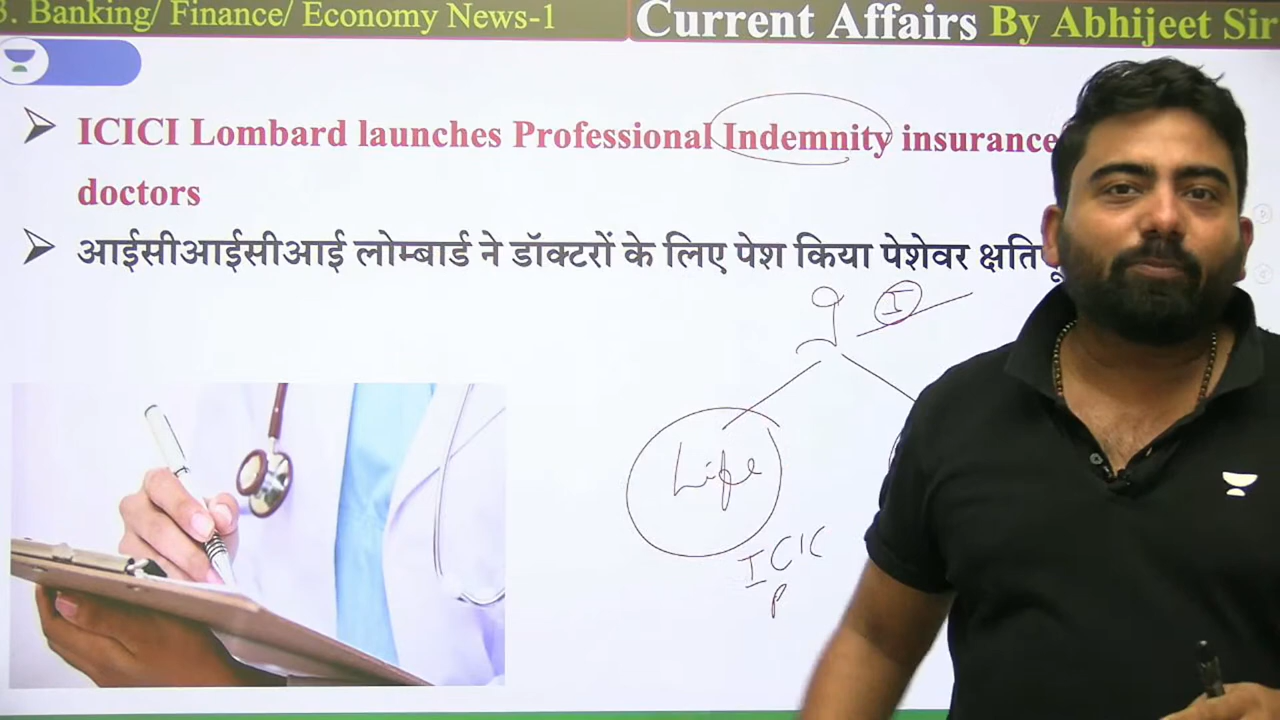 3. Banking/ Finance/ Economy News-1
Current Affairs By Abhijeet Sir
ICICI Lombard launches Professional Indemnity insurance
doctors
आईसीआईसीआई लोम्बार्ड ने डॉक्टरों के लिए पेश किया पेशेवर क्षति
I
Life
ICIC
P